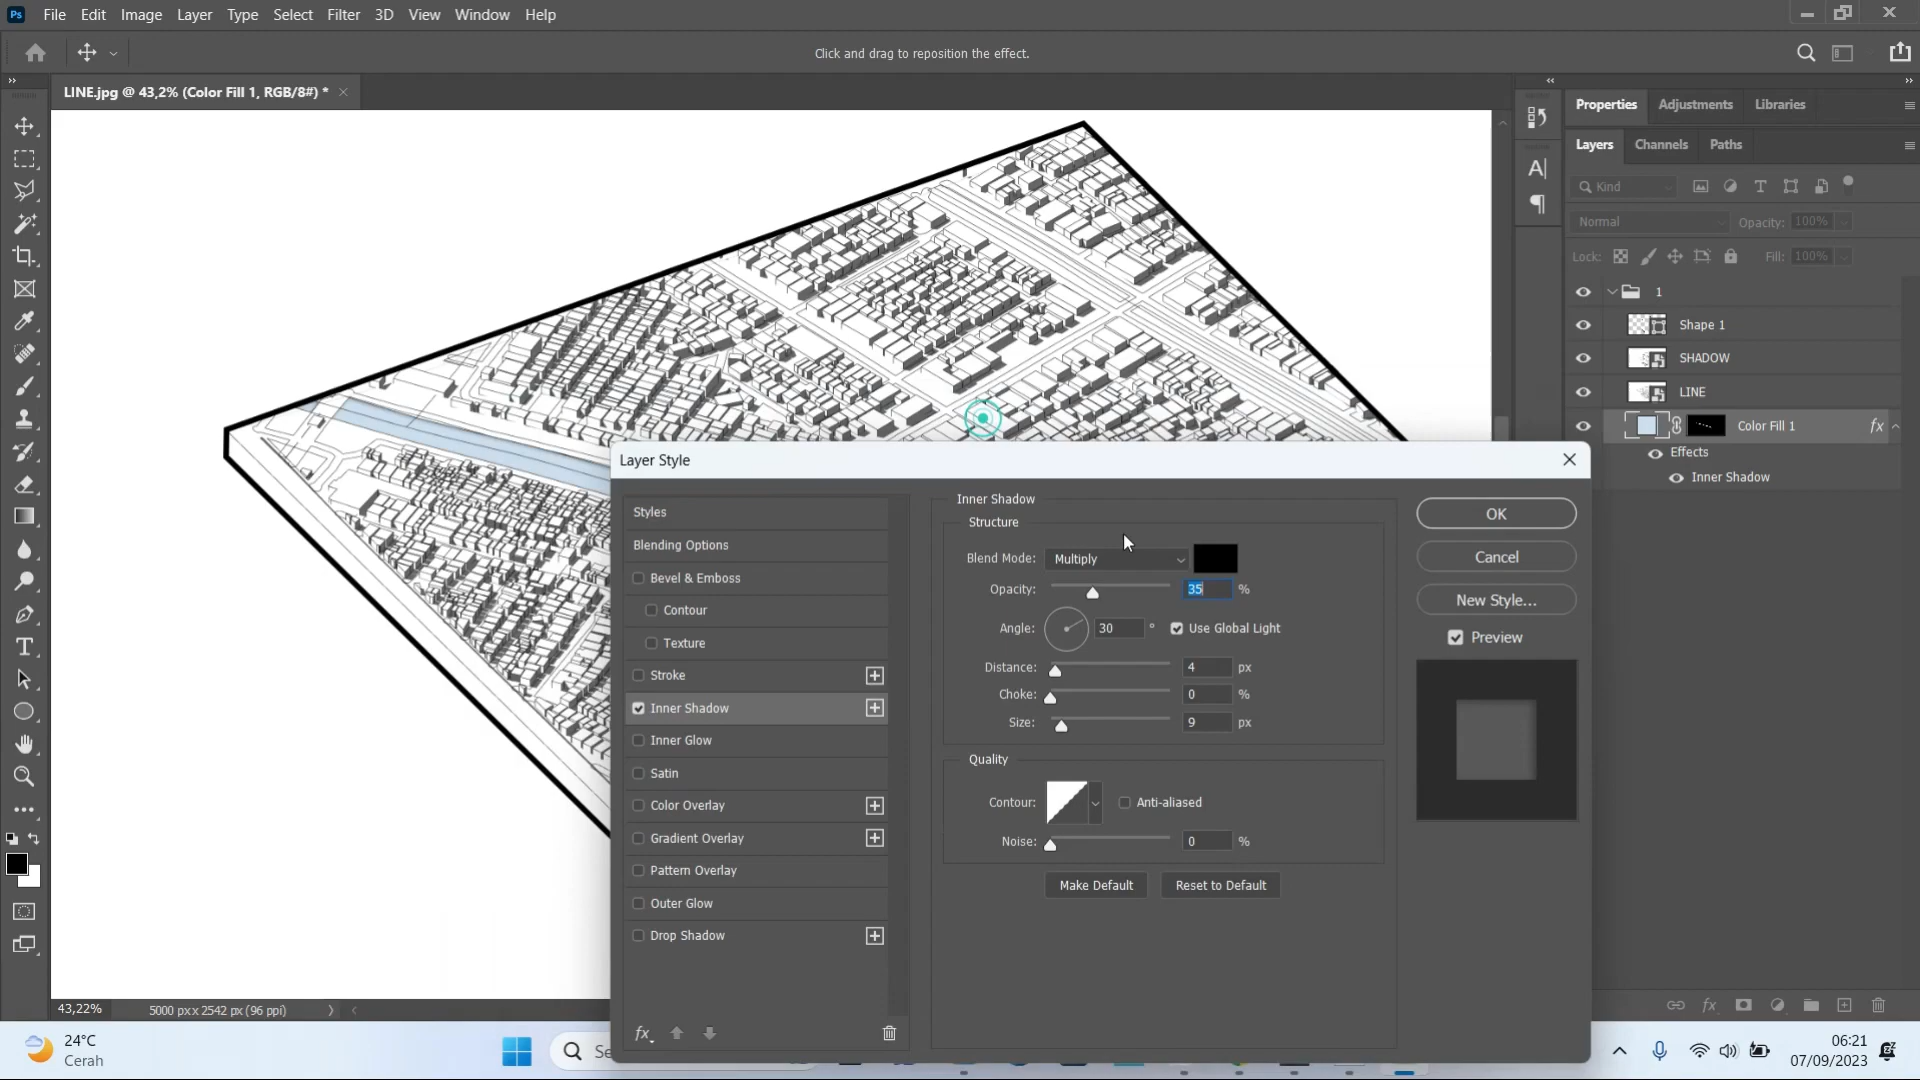 Ps File Edit Image Layer Type Select Filter 3D View Window Help
Click and drag to reposition the effect.
LINE.jpg @ 43,2% (Color Fill 1, RGB/8#) *
Properties Adjustments Libraries
Layers Channels Paths
Kind
Normal Opacity: 100%
Lock: Fill: 100%
1
Shape 1
SHADOW
LINE
Color Fill 1 fx
Effects
Inner Shadow
Layer Style
Styles
Blending Options
Bevel & Emboss
Contour
Texture
Stroke
Inner Shadow
Inner Glow
Satin
Color Overlay
Gradient Overlay
Pattern Overlay
Outer Glow
Drop Shadow
fx
Inner Shadow
Structure
Blend Mode: Multiply
Opacity: 35 %
Angle: 30 ° Use Global Light
Distance: 4 px
Choke: 0 %
Size: 9 px
Quality
Contour: Anti-aliased
Noise: 0 %
Make Default Reset to Default
OK
Cancel
New Style...
Preview
43,22% 5000 px x 2542 px (96 ppi)
fx
24°C
Cerah
Se
06:21
07/09/2023